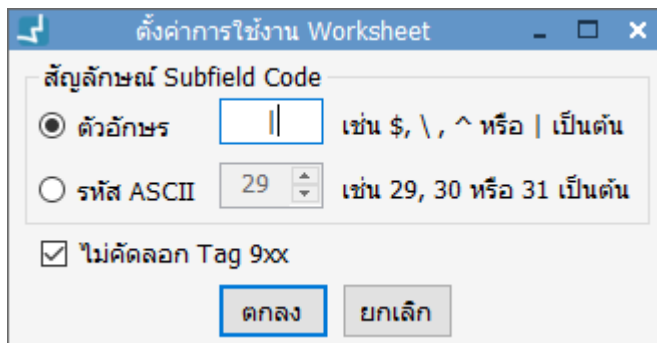 ตั้งค่าการใช้งาน Worksheet
สัญลักษณ์ Subfield Code
ตัวอักษร | เช่น $, \ , ^ หรือ | เป็นต้น
รหัส ASCII 29 เช่น 29, 30 หรือ 31 เป็นต้น
ไม่คัดลอก Tag 9xx
ตกลง ยกเลิก